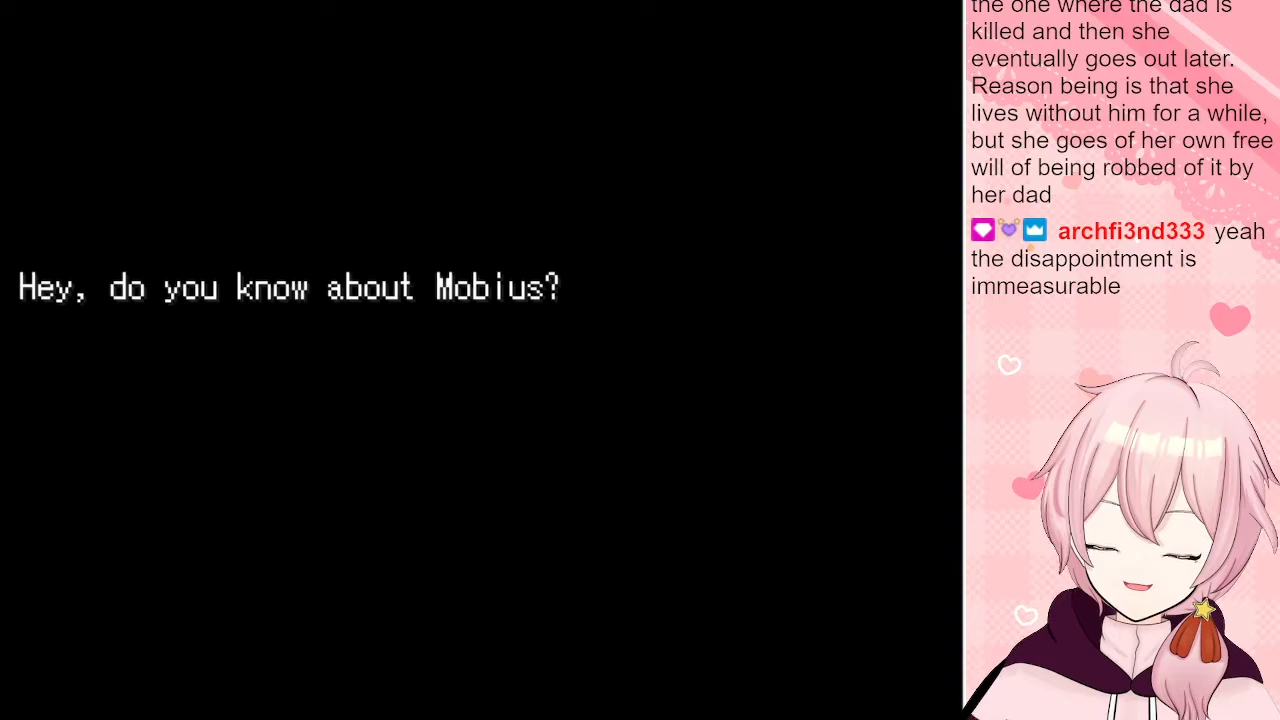 Hey, do you know about Mobius?
the one where the dad is
killed and then she
eventually goes out later.
Reason being is that she
lives without him for a while,
but she goes of her own free
will of being robbed of it by
her dad
archfi3nd333 yeah
the disappointment is
immeasurable